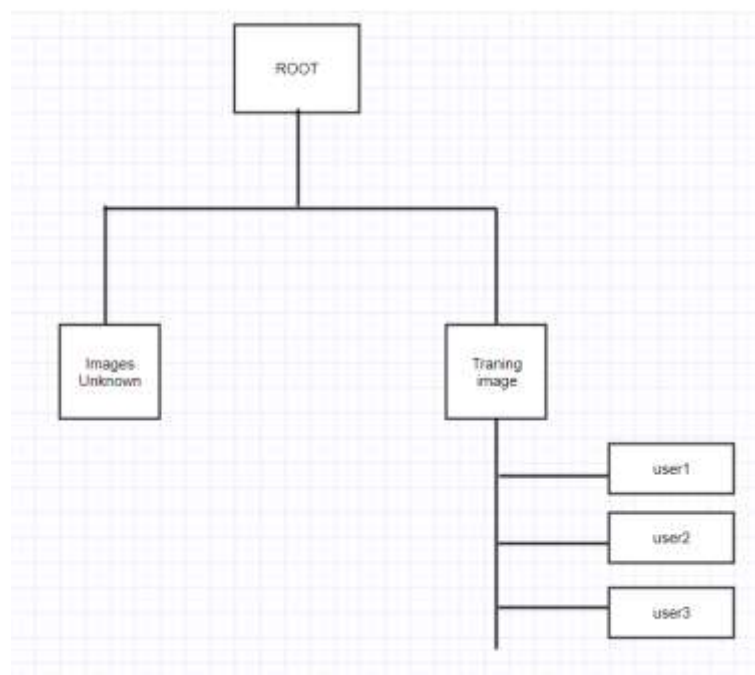 ROOT
Images
Unknown
Traning
image
user1
user2
user3